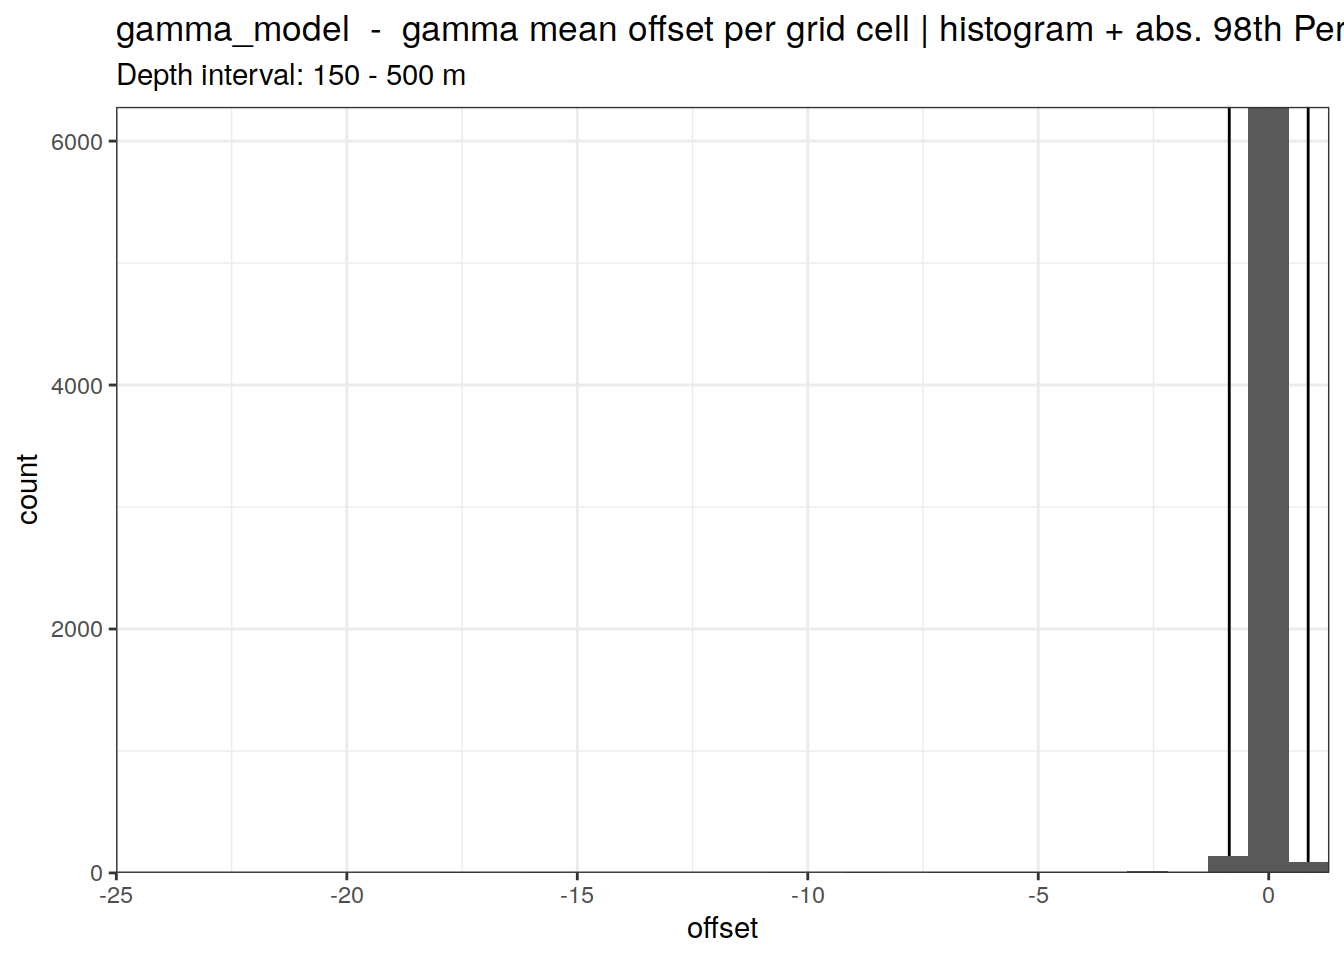 gamma_model - gamma mean offset per grid cell | histogram + abs. 98th Per
Depth interval: 150 - 500 m
6000
4000
2000
0
count
-25 -20 -15 -10 -5 0
offset